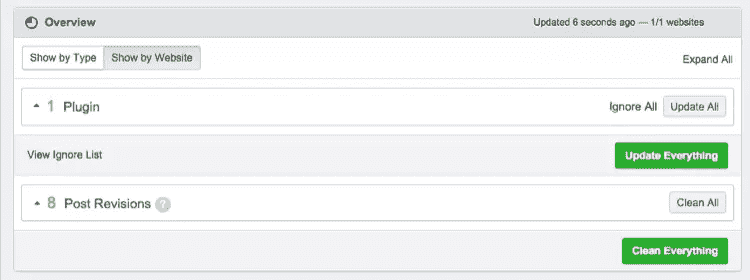 Overview Updated 6 seconds ago — 1/1 websites
Show by Type Show by Website Expand All
1 Plugin Ignore All Update All
View Ignore List Update Everything
8 Post Revisions ? Clean All
Clean Everything